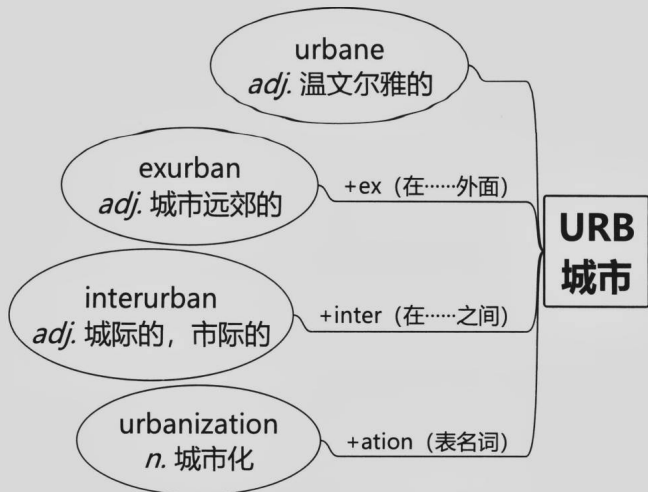 urbane
adj. 温文尔雅的
exurban
adj. 城市远郊的
+ex（在……外面）
URB
城市
interurban
adj. 城际的，市际的
+inter（在……之间）
urbanization
n. 城市化
+ation（表名词）